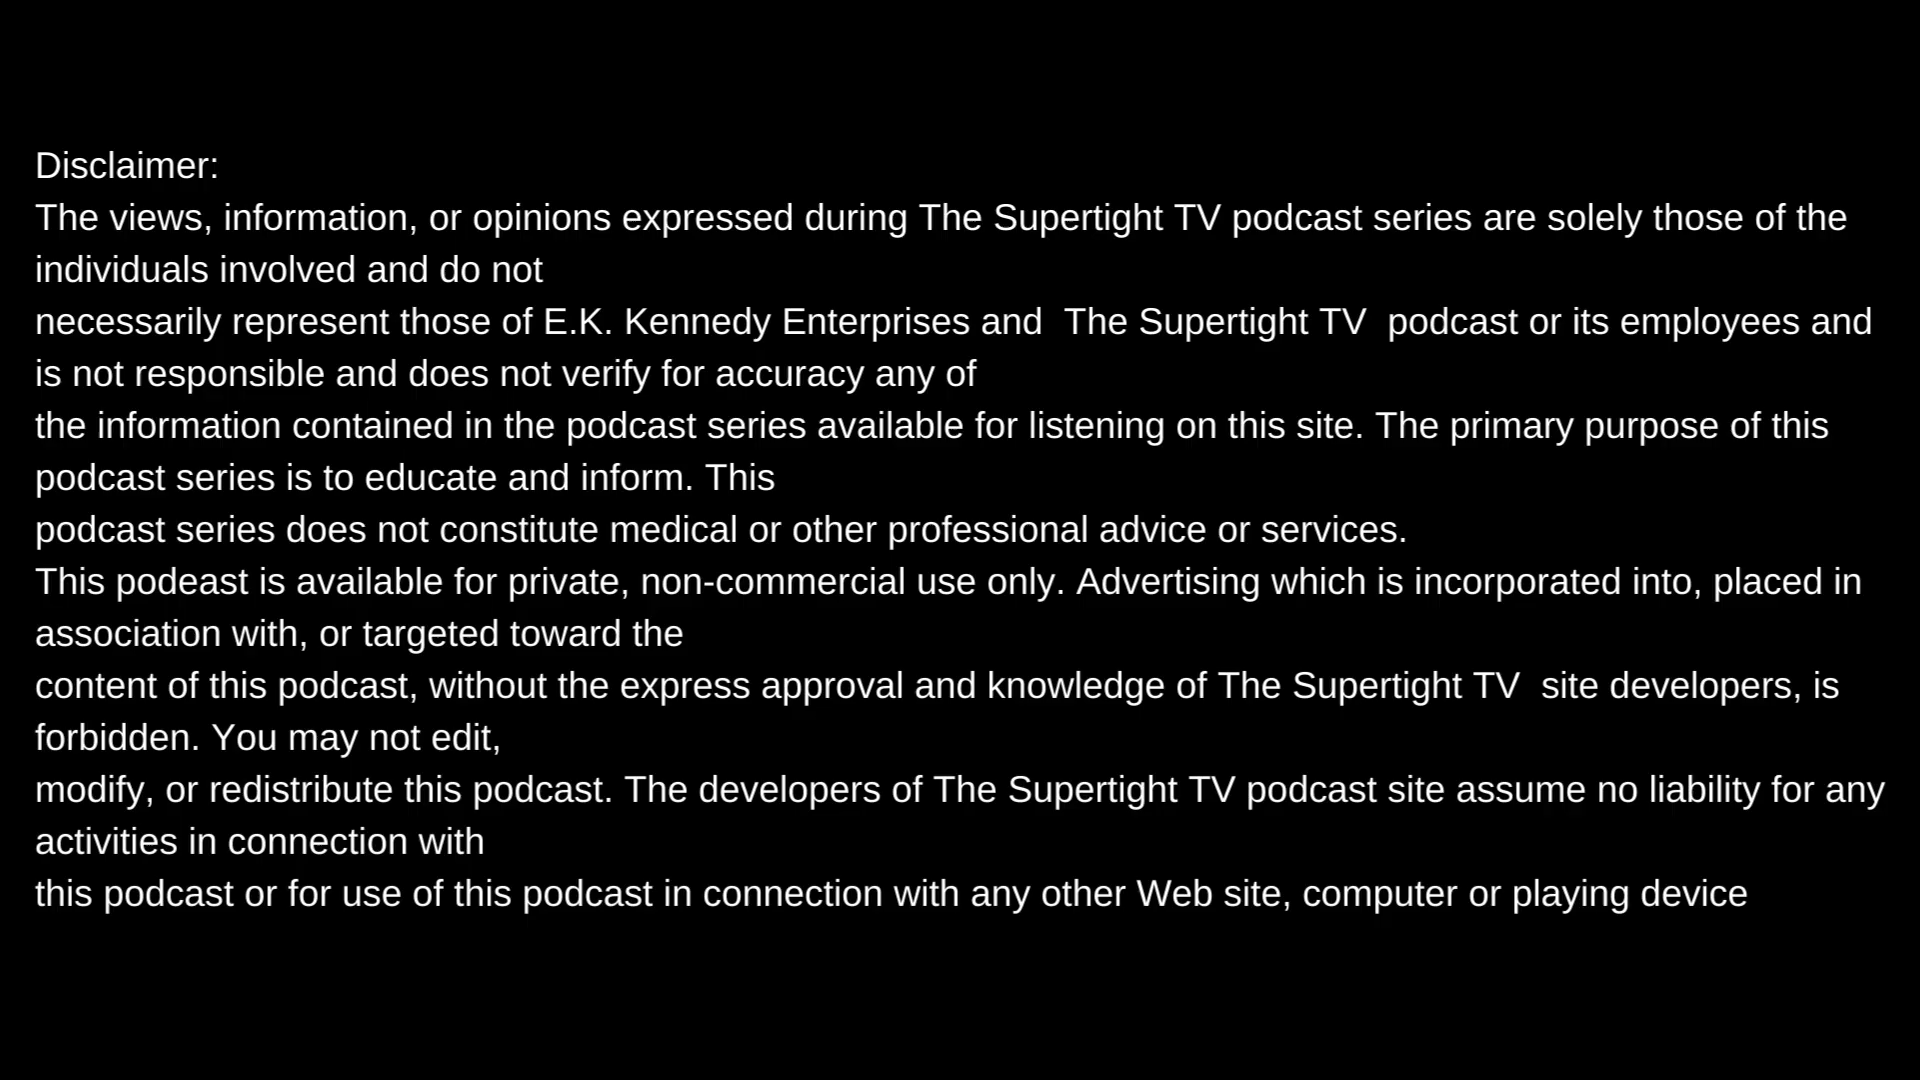 Disclaimer:
The views, information, or opinions expressed during The Supertight TV podcast series are solely those of the
individuals involved and do not
necessarily represent those of E.K. Kennedy Enterprises and  The Supertight TV  podcast or its employees and
is not responsible and does not verify for accuracy any of
the information contained in the podcast series available for listening on this site. The primary purpose of this
podcast series is to educate and inform. This
podcast series does not constitute medical or other professional advice or services.
This podeast is available for private, non-commercial use only. Advertising which is incorporated into, placed in
association with, or targeted toward the
content of this podcast, without the express approval and knowledge of The Supertight TV  site developers, is
forbidden. You may not edit,
modify, or redistribute this podcast. The developers of The Supertight TV podcast site assume no liability for any
activities in connection with
this podcast or for use of this podcast in connection with any other Web site, computer or playing device